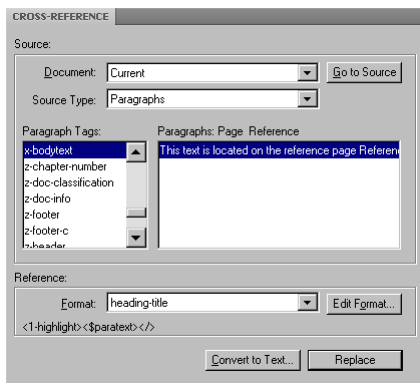 CROSS-REFERENCE
Source:
Document: Current Go to Source
Source Type: Paragraphs
Paragraph Tags: Paragraphs: Page Reference
x-bodytext This text is located on the reference page Referen
z-chapter-number
z-doc-classification
z-doc-info
z-footer
z-footer-c
z-header
Reference:
Format: heading-title Edit Format...
<1-highlight><$paratext></>
Convert to Text... Replace